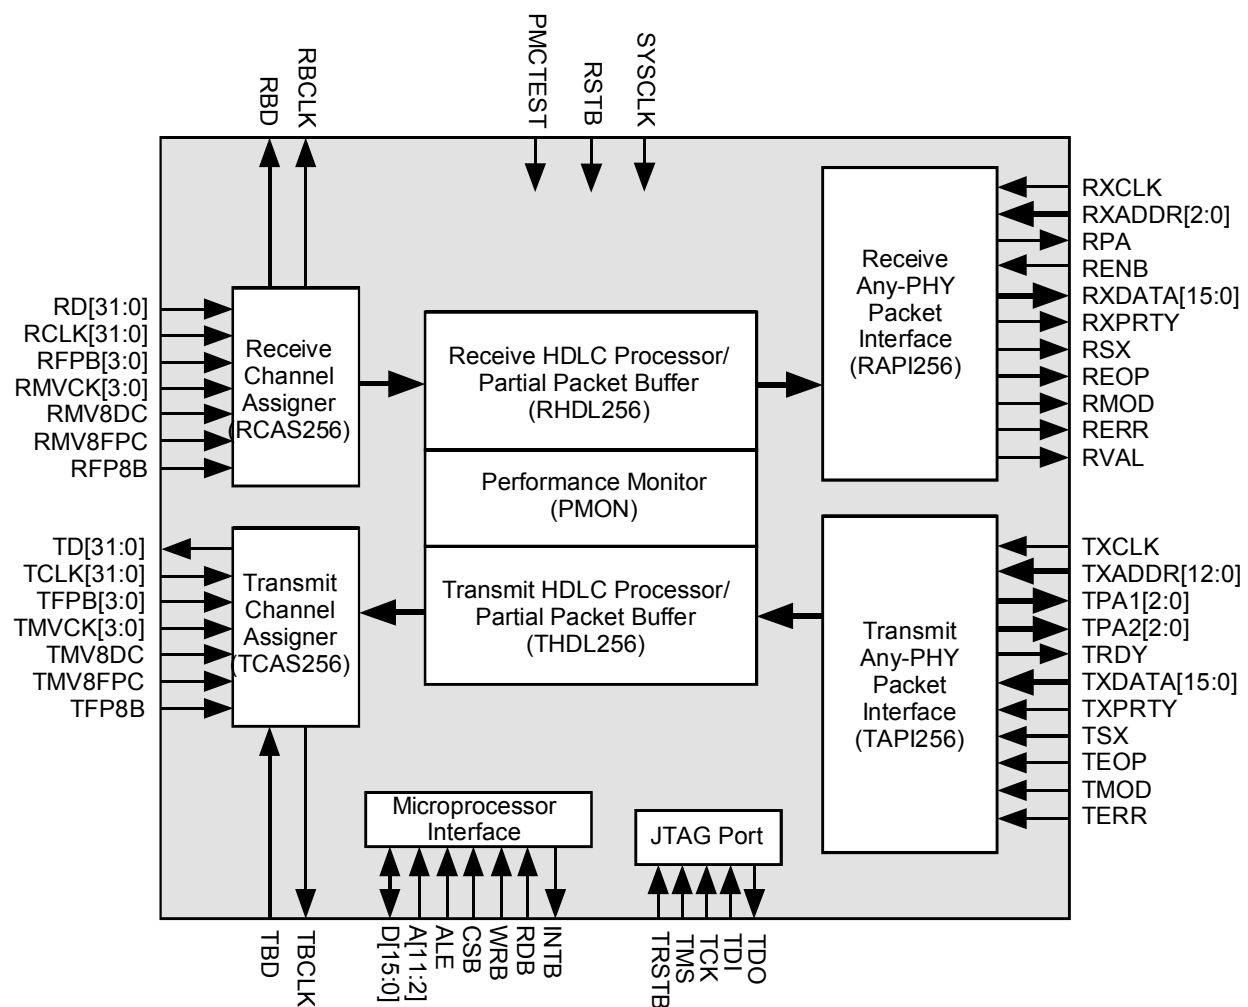 RBD
RBCLK
PMCTEST
RSTB
SYSCLK
RD[31:0]
RCLK[31:0]
RFPB[3:0]
RMVCK[3:0]
RMV8DC
RMV8FPC
RFP8B
Receive
Channel
Assigner
(RCAS256)
Receive HDLC Processor/
Partial Packet Buffer
(RHDL256)
Performance Monitor
(PMON)
Transmit HDLC Processor/
Partial Packet Buffer
(THDL256)
Receive
Any-PHY
Packet
Interface
(RAPI256)
RXCLK
RXADDR[2:0]
RPA
RENB
RXDATA[15:0]
RXPRTY
RSX
REOP
RMOD
RERR
RVAL
TD[31:0]
TCLK[31:0]
TFPB[3:0]
TMVCK[3:0]
TMV8DC
TMV8FPC
TFP8B
Transmit
Channel
Assigner
(TCAS256)
Transmit
Any-PHY
Packet
Interface
(TAPI256)
TXCLK
TXADDR[12:0]
TPA1[2:0]
TPA2[2:0]
TRDY
TXDATA[15:0]
TXPRTY
TSX
TEOP
TMOD
TERR
Microprocessor
Interface
JTAG Port
TBD
TBCLK
D[15:0]
A[11:2]
ALE
CSB
WRB
RDB
INTB
TRSTB
TMS
TCK
TDI
TDO